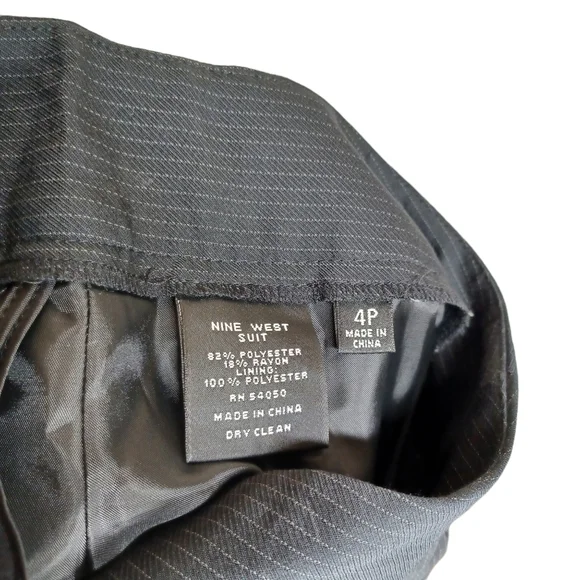 NINE WEST
SUIT
82% POLYESTER
18% RAYON
LINING:
100% POLYESTER
RN 54050
MADE IN CHINA
DRY CLEAN
4P
MADE IN
CHINA